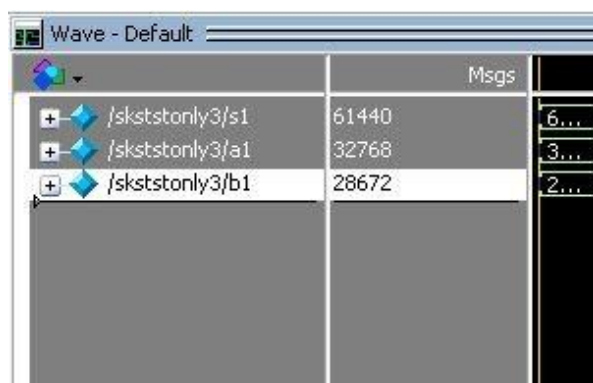 Wave - Default
Msgs
/skststonly3/s1 61440 6...
/skststonly3/a1 32768 3...
/skststonly3/b1 28672 2...